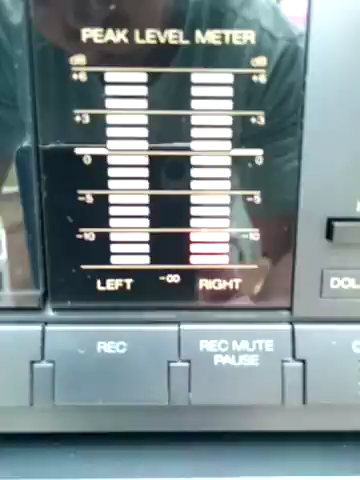 PEAK LEVEL METER
dB dB
+6 +6
+3 +3
0 0
-5 -5
-10 -10
LEFT -∞ RIGHT
DOL
REC REC MUTE
PAUSE